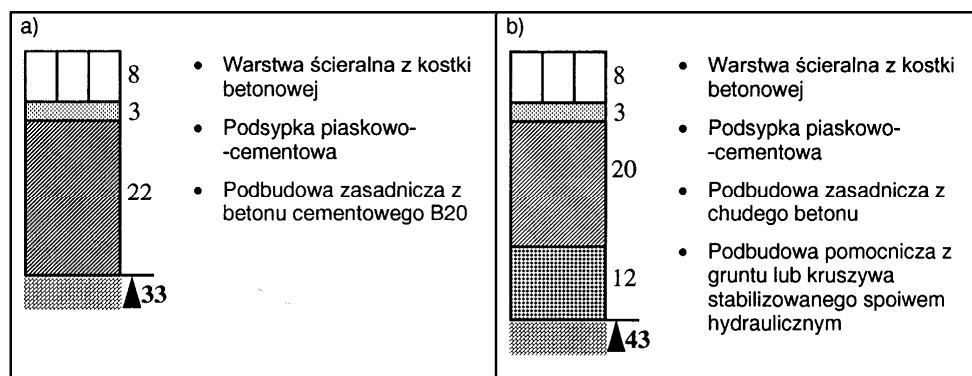 a)
8
3
22
33
• Warstwa ścieralna z kostki
betonowej
• Podsypka piaskowo-
-cementowa
• Podbudowa zasadnicza z
betonu cementowego B20
b)
8
3
20
12
43
• Warstwa ścieralna z kostki
betonowej
• Podsypka piaskowo-
-cementowa
• Podbudowa zasadnicza z
chudego betonu
• Podbudowa pomocnicza z
gruntu lub kruszywa
stabilizowanego spoiwem
hydraulicznym